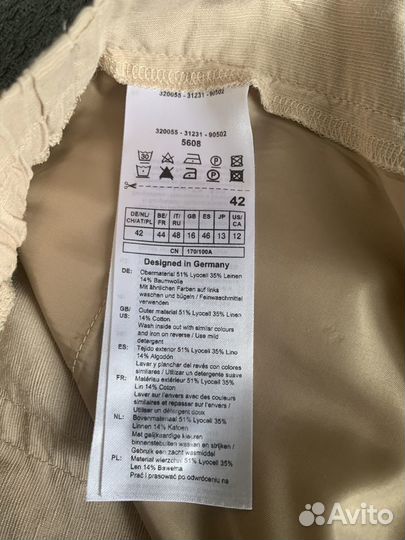 320055 - 31231 - 90502
320055 - 31231 - 90502
5608
30
P
42
DE/NL/ CH/AT/PL BE/ FR IT/ RU GB ES JP US/ CA
42 44 48 16 46 13 12
CN 170/100A
Designed in Germany
DE: Obermaterial 51% Lyocell 35% Leinen
14% Baumwolle
Mit ähnlichen Farben auf links
waschen und bügeln / Feinwaschmittel
verwenden
GB/ Outer material 51% Lyocell 35% Linen
US: 14% Cotton
Wash inside out with similar colours
and iron on reverse / Use mild
detergent
ES: Tejido exterior 51% Lyocell 35% Lino
14% Algodón
Lavar y planchar del revés con colores
similares / Utilizar un detergente suave
FR: Matériau extérieur 51% Lyocell 35%
Lin 14% Coton
Laver sur l'envers avec des couleurs
similaires et repasser sur l'envers /
Utiliser un détergent doux
NL: Bovenmateriaal 51% Lyocell 35%
Linnen 14% Katoen
Met gelijkaardige kleuren
binnenstebuiten wassen en strijken /
Gebruik een zacht wasmiddel
PL: Materiał wierzchni 51% Lyocell 35%
Len 14% Bawełna
Prać i prasować po odwróceniu na
Avito